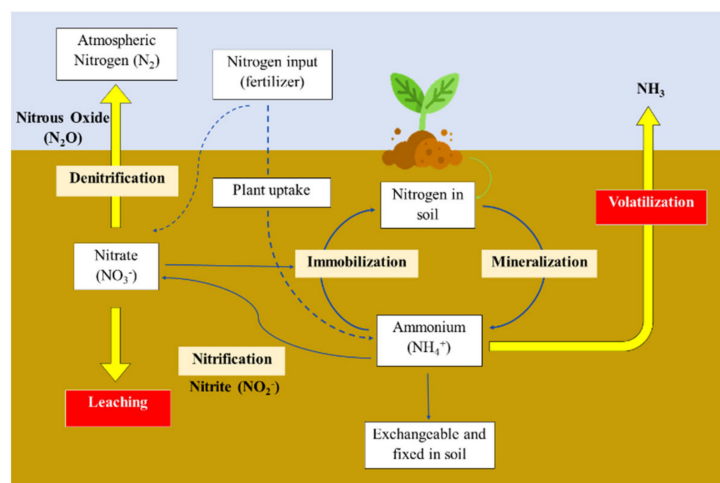 Atmospheric
Nitrogen (N₂)
Nitrogen input
(fertilizer)
NH₃
Nitrous Oxide
(N₂O)
Denitrification
Plant uptake
Nitrogen in
soil
Volatilization
Nitrate
(NO₃⁻)
Immobilization
Mineralization
Ammonium
(NH₄⁺)
Nitrification
Nitrite (NO₂⁻)
Leaching
Exchangeable and
fixed in soil